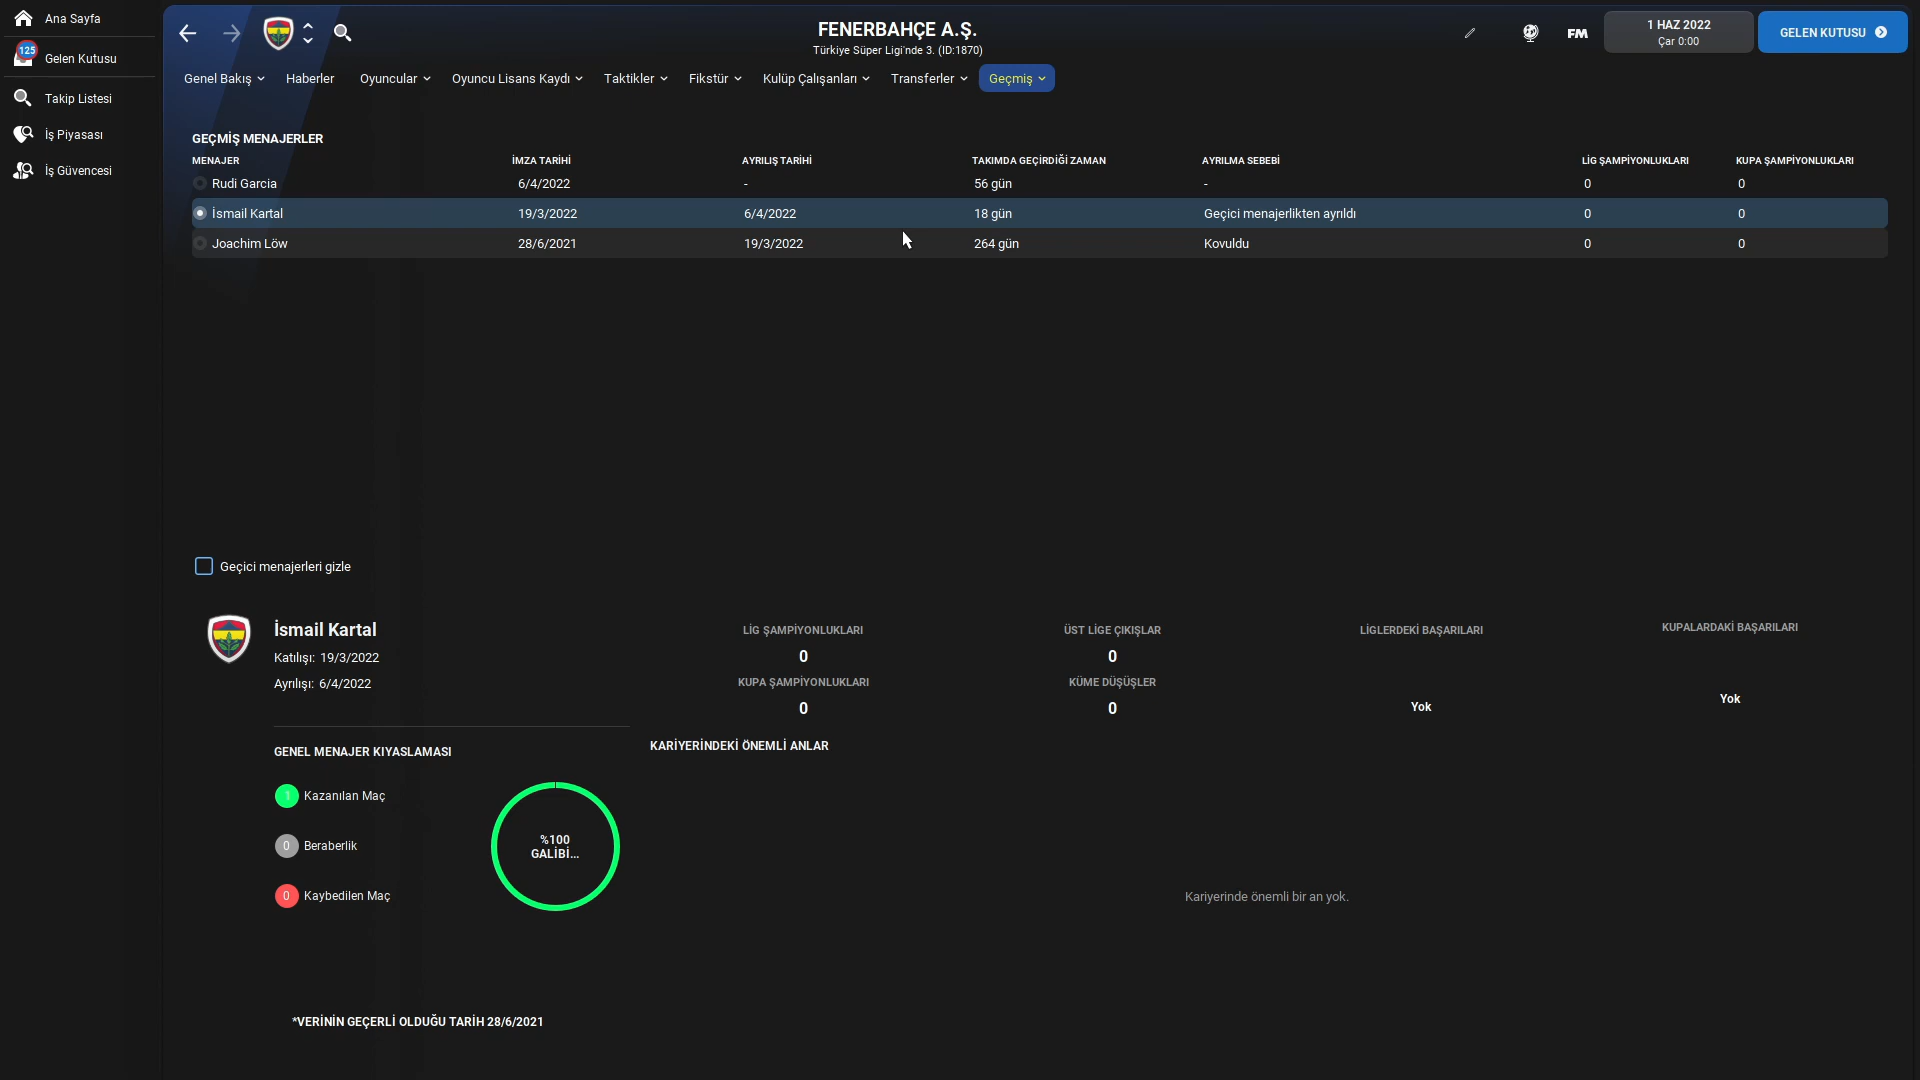 Ana Sayfa
125
Gelen Kutusu
Takip Listesi
İş Piyasası
İş Güvencesi
FENERBAHÇE A.Ş.
Türkiye Süper Ligi'nde 3. (ID:1870)
FM
1 HAZ 2022
Çar 0:00
GELEN KUTUSU
Genel Bakış Haberler Oyuncular Oyuncu Lisans Kaydı Taktikler Fikstür Kulüp Çalışanları Transferler Geçmiş
GEÇMİŞ MENAJERLER
MENAJER İMZA TARİHİ AYRILIŞ TARİHİ TAKIMDA GEÇİRDİĞİ ZAMAN AYRILMA SEBEBİ LİG ŞAMPİYONLUKLARI KUPA ŞAMPİYONLUKLARI
Rudi Garcia 6/4/2022 - 56 gün - 0 0
İsmail Kartal 19/3/2022 6/4/2022 18 gün Geçici menajerlikten ayrıldı 0 0
Joachim Löw 28/6/2021 19/3/2022 264 gün Kovuldu 0 0
Geçici menajerleri gizle
İsmail Kartal
Katılışı: 19/3/2022
Ayrılışı: 6/4/2022
LİG ŞAMPİYONLUKLARI
0
KUPA ŞAMPİYONLUKLARI
0
ÜST LİGE ÇIKIŞLAR
0
KÜME DÜŞÜŞLER
0
LİGLERDEKİ BAŞARILARI
Yok
KUPALARDAKİ BAŞARILARI
Yok
GENEL MENAJER KIYASLAMASI
1 Kazanılan Maç
0 Beraberlik
0 Kaybedilen Maç
%100
GALİBİ...
KARİYERİNDEKİ ÖNEMLİ ANLAR
Kariyerinde önemli bir an yok.
*VERİNİN GEÇERLİ OLDUĞU TARİH 28/6/2021